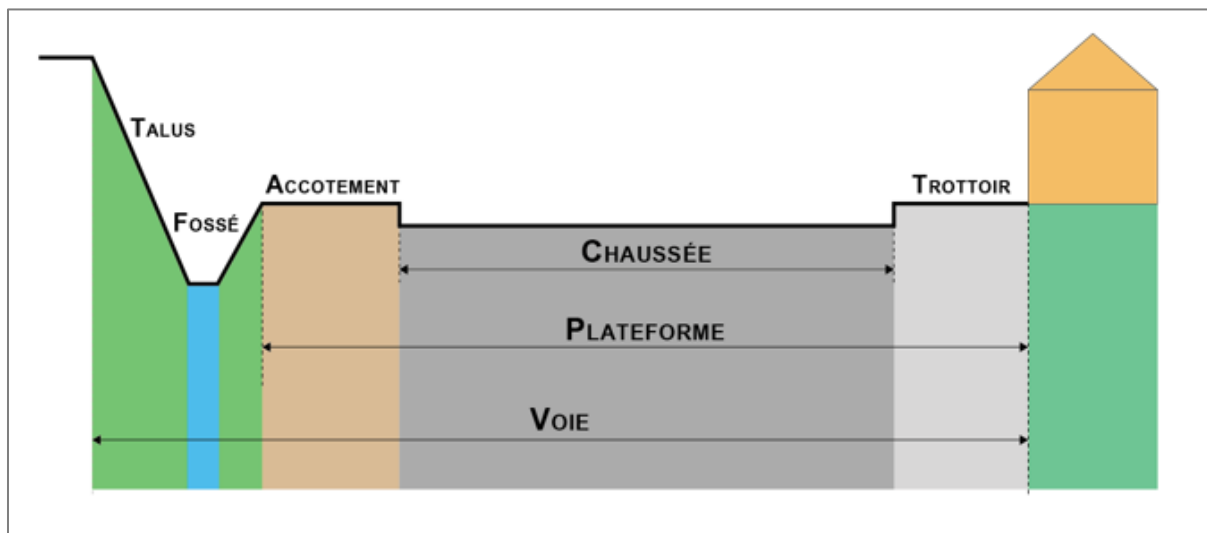 TALUS
FOSSÉ
ACCOTEMENT
TROTTOIR
CHAUSSÉE
PLATEFORME
VOIE